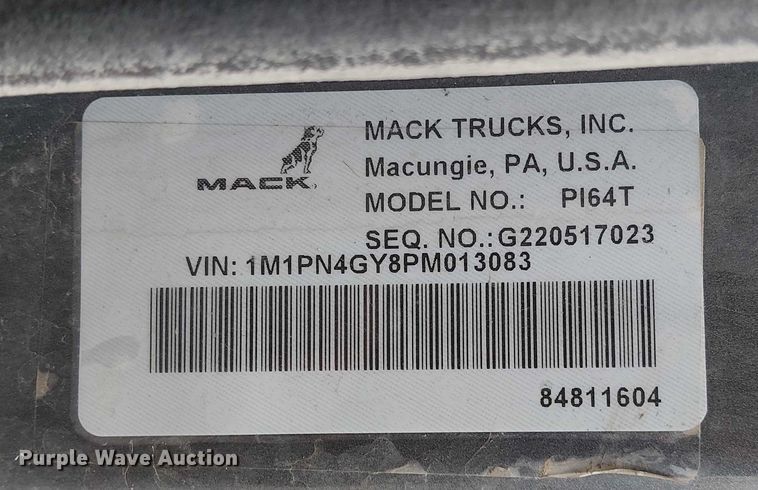 MACK TRUCKS, INC.
MACK
Macungie, PA, U.S.A.
MODEL NO.: PI64T
SEQ. NO.: G220517023
VIN: 1M1PN4GY8PM013083
84811604
Purple Wave Auction